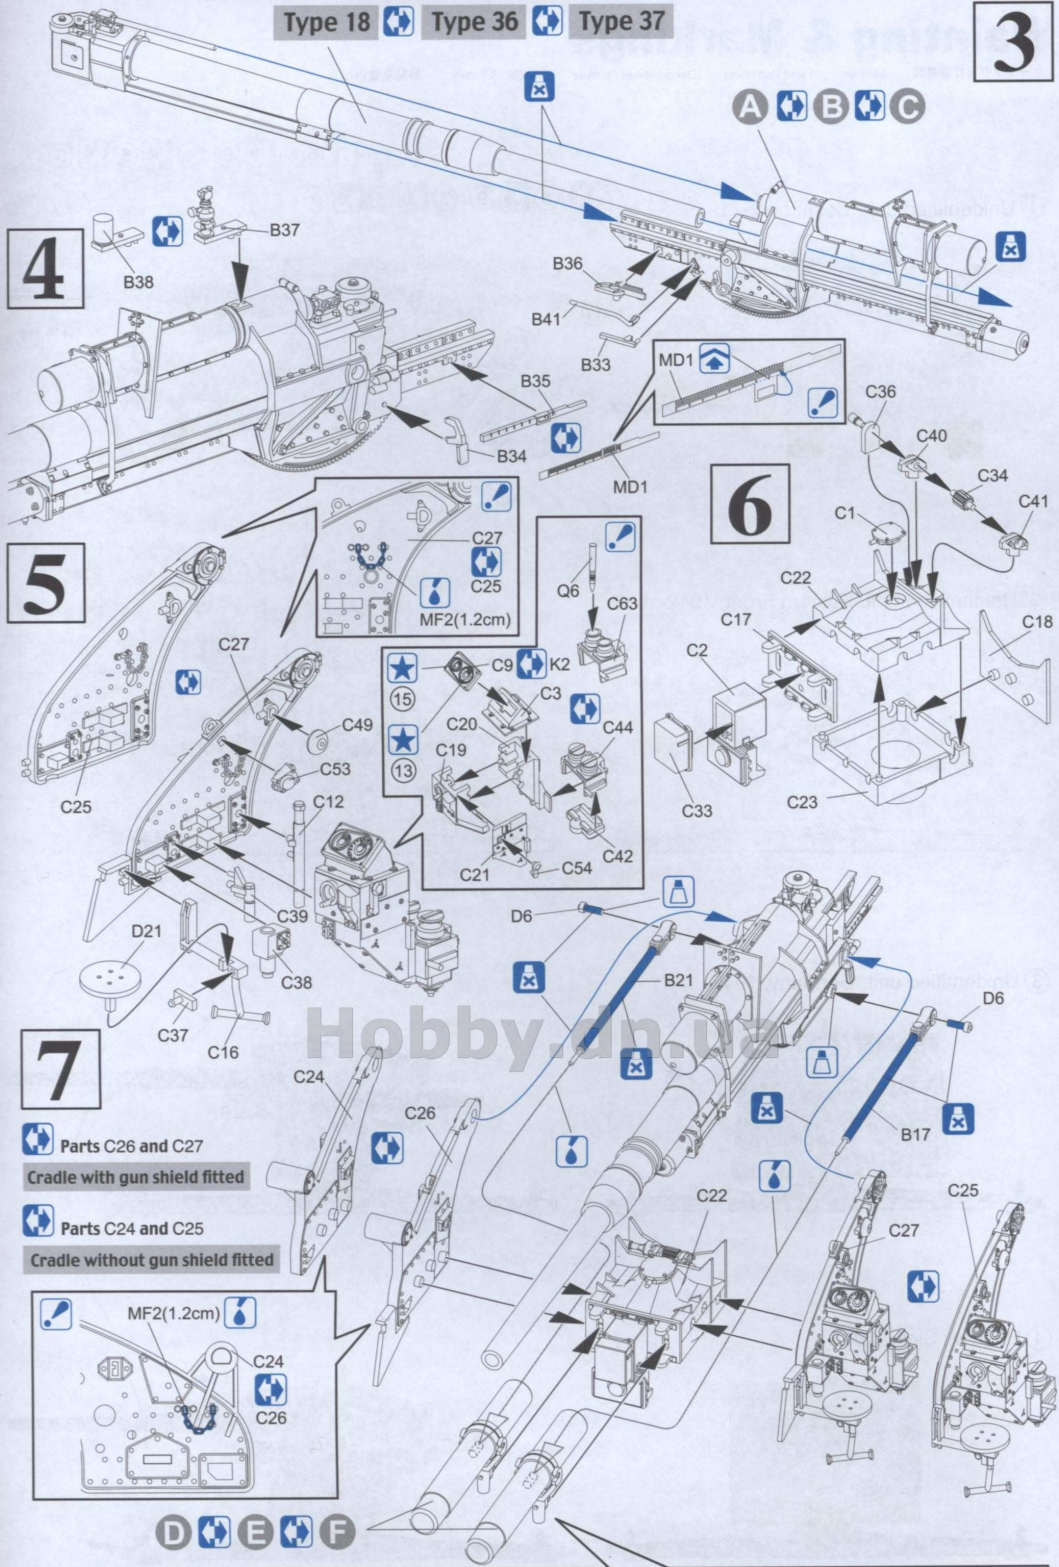 Type 18 Type 36 Type 37
3
A B C
4
B38
B37
B36
B41
B33
B35
B34
MD1
MD1
5
C27
C25
MF2(1.2cm)
C27
C25
C49
C53
C12
C39
C38
D21
C37
C16
Q6
C63
C9 K2
15
13
C3
C20
C19
C44
C42
C21
C54
6
C36
C40
C34
C41
C1
C22
C17
C2
C18
C33
C23
7
Parts C26 and C27
Cradle with gun shield fitted
Parts C24 and C25
Cradle without gun shield fitted
D6
B21
D6
B17
C24
C26
C22
C27
C25
MF2(1.2cm)
C24
C26
D E F
Hobby.dn.ua
Unidentified
3 Unidentified unit